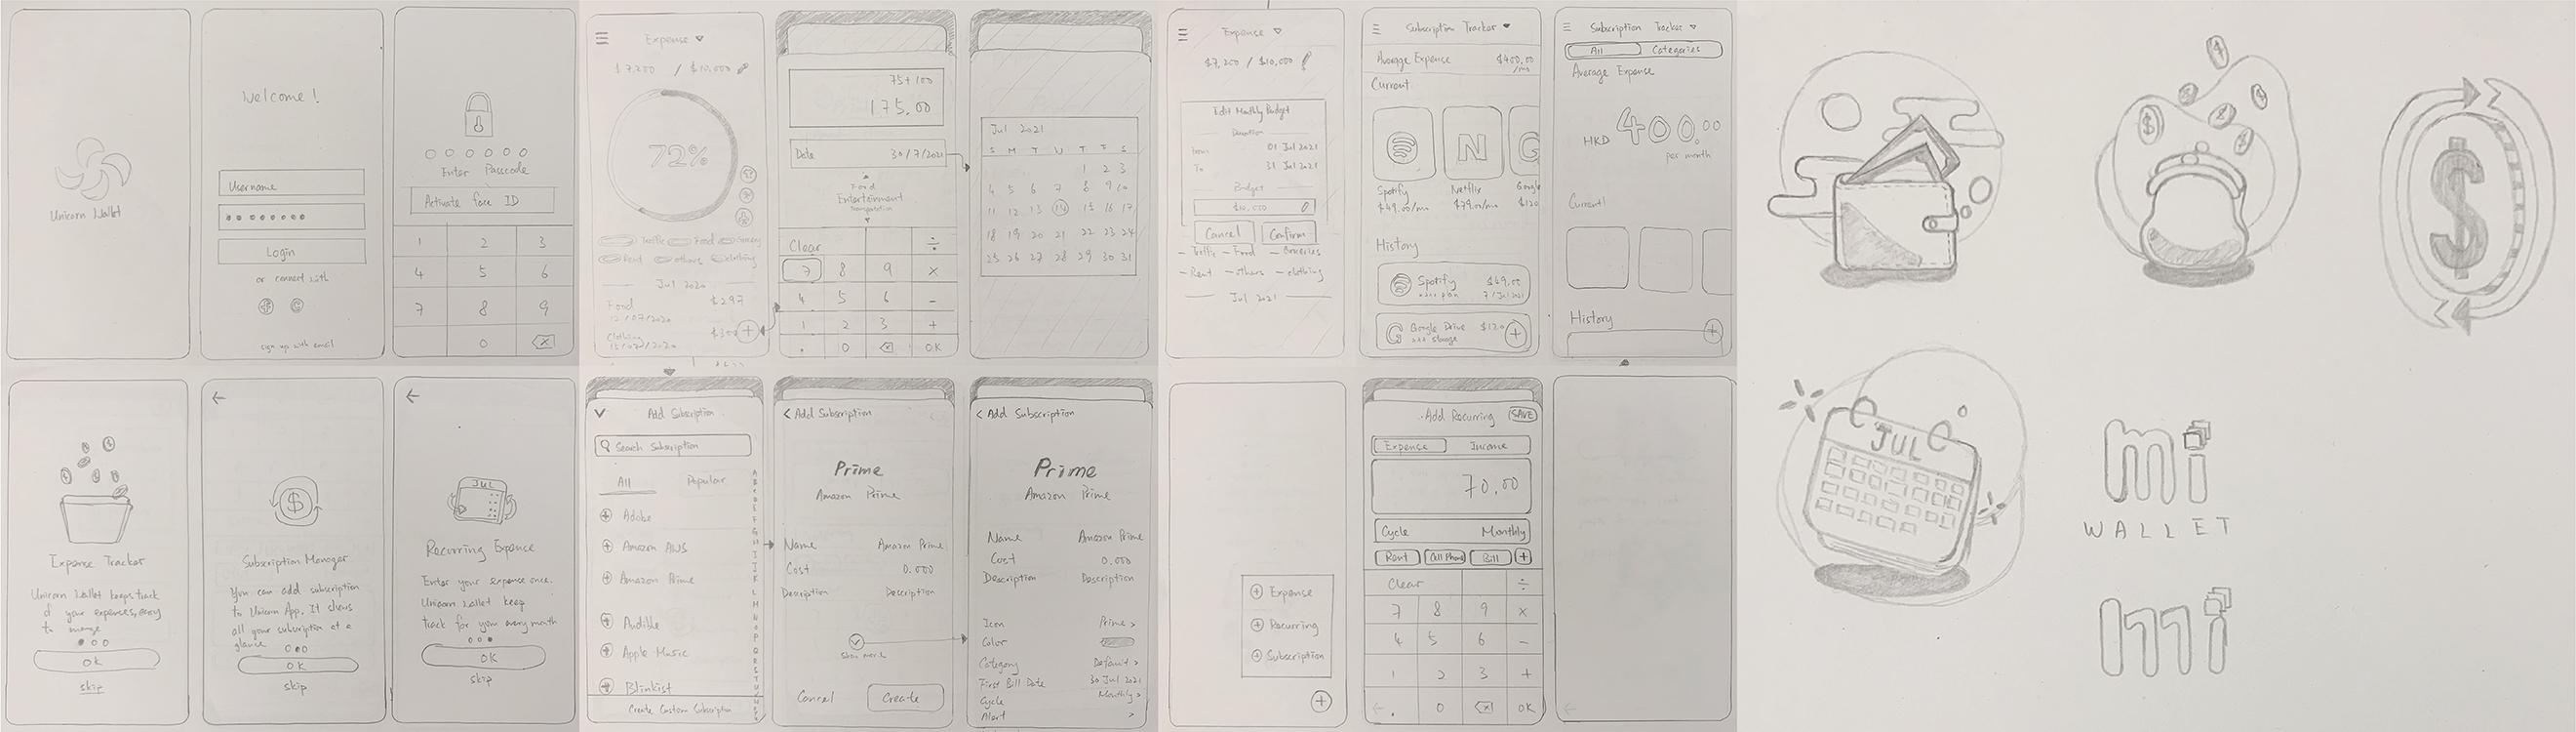 Unicorn Wallet
Welcome!
Username
Login
or connect with
sign up with email
Enter Passcode
Activate face ID
1 2 3
4 5 6
7 8 9
0
Expense
$7,200 / $10,000
72%
Traffic Food Grocery
Rent others clothing
Jul 2020
Food $297
12/07/2020
Clothing $300
75+100
175.00
Date 30/7/2021
Food
Entertainment
Transportation
Clear ÷
7 8 9 ×
4 5 6 −
1 2 3 +
. 0 OK
Jul 2021
S M T W T F S
1 2 3
4 5 6 7 8 9 10
11 12 13 14 15 16 17
18 19 20 21 22 23 24
25 26 27 28 29 30 31
Expense
$7,200 / $10,000
Edit Monthly Budget
Duration
from 01 Jul 2021
To 31 Jul 2021
Budget
$10,000
Cancel Confirm
Traffic Food Groceries
Rent others clothing
Jul 2021
Subscription Tracker
Average Expense $400.00
/mo
Current
N G
Spotify Netflix Google
$49.00/mo $79.00/mo $120
History
Spotify $49.00
7/Jul/2021
G Google Drive $120
storage
Subscription Tracker
All Categories
Average Expense
HKD 400.00
per month
Current
History
Expense Tracker
Unicorn Wallet keeps track
of your expenses, easy
to manage
OK
skip
Subscription Manager
You can add subscription
to Unicorn App. It shows
all your subscription at a
glance
OK
skip
JUL
Recurring Expense
Enter your expense once.
Unicorn Wallet keep
track for you every month
OK
skip
Add Subscription
Search Subscription
All Popular
Adobe
Amazon AWS
Amazon Prime
Audible
Apple Music
Blinkist
Create Custom Subscription
Add Subscription
Prime
Amazon Prime
Name Amazon Prime
Cost 0.000
Description Description
Show more
Cancel Create
Add Subscription
Prime
Amazon Prime
Name Amazon Prime
Cost 0.000
Description Description
Icon Prime >
Color
Category Default >
First Bill Date 30 Jul 2021
Cycle Monthly >
Alert >
Expense
Recurring
Subscription
Add Recurring SAVE
Expense Income
70.00
Cycle Monthly
Rent Cell Phone Bill +
Clear ÷
7 8 9 ×
4 5 6 −
1 2 3 +
. 0 OK
$
JUL
mi
WALLET
mi